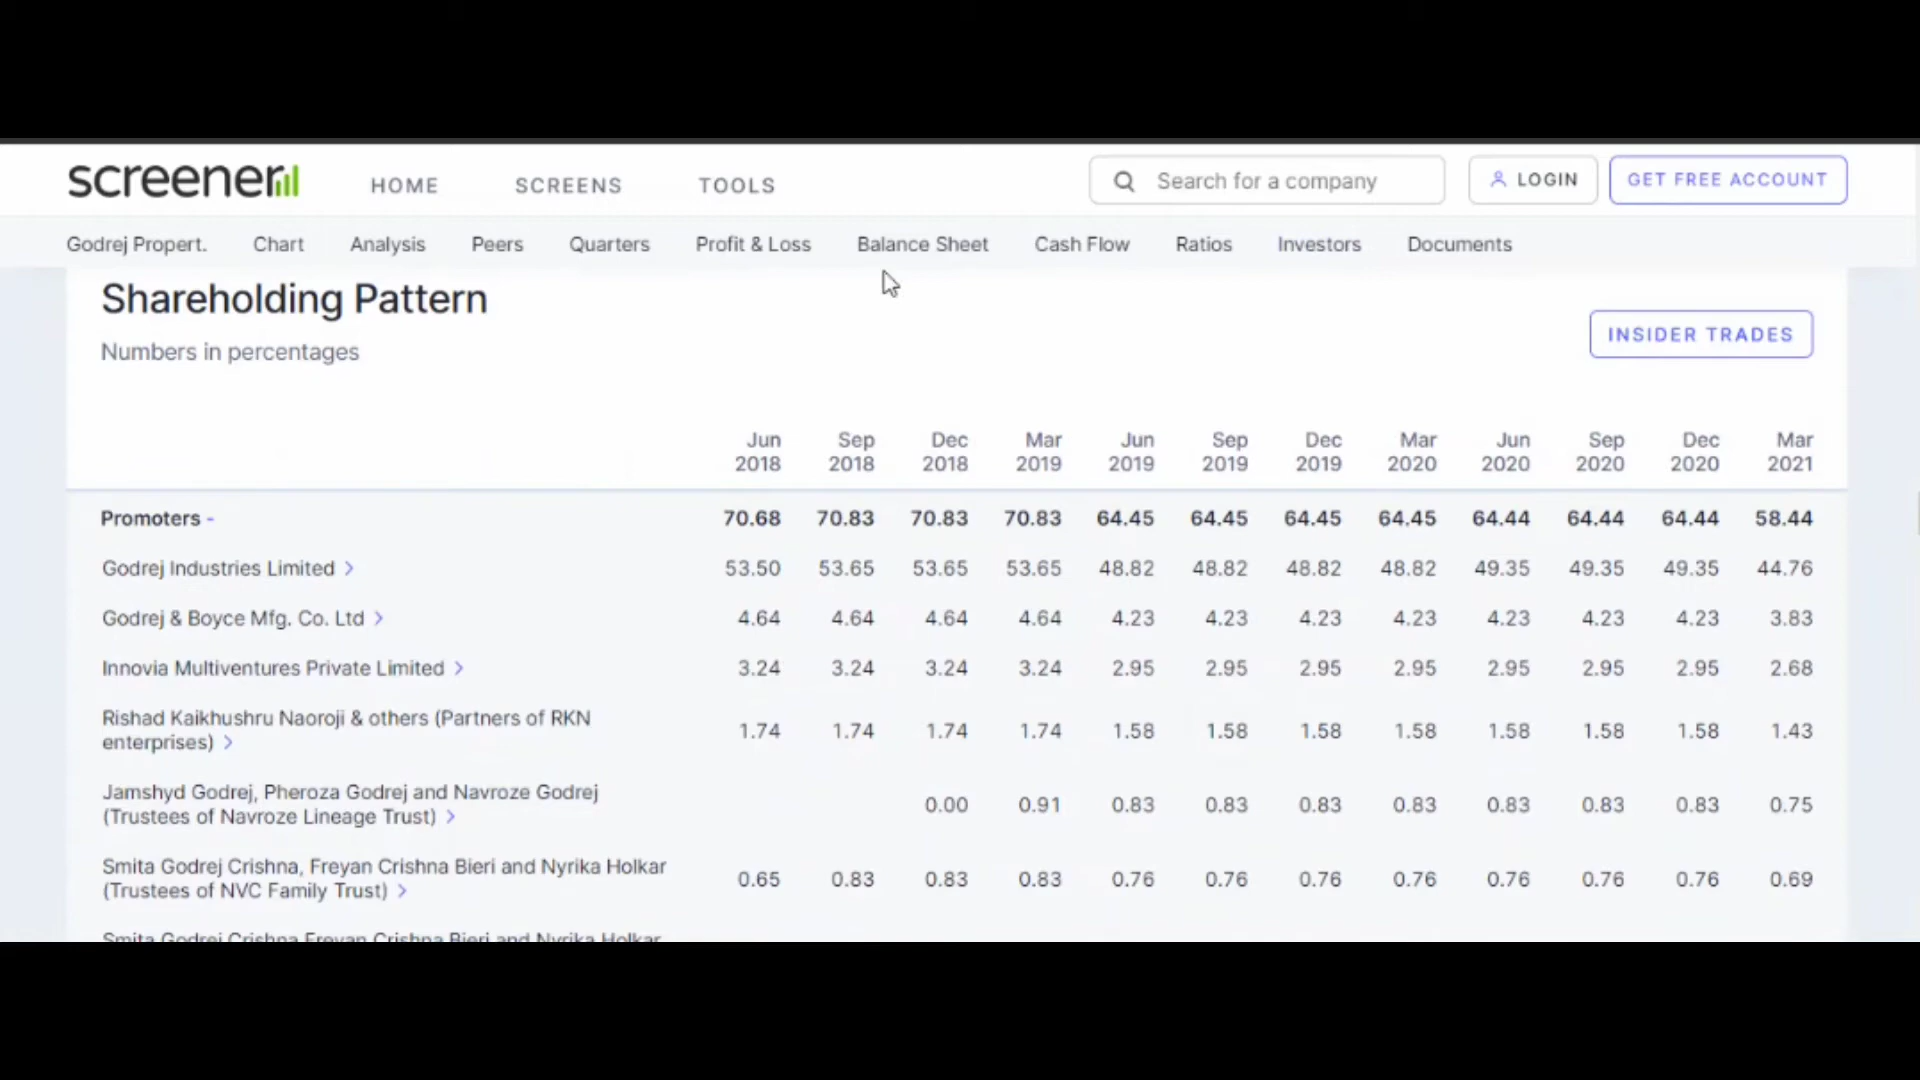 screener
HOME SCREENS TOOLS
Search for a company
LOGIN
GET FREE ACCOUNT
Godrej Propert. Chart Analysis Peers Quarters Profit & Loss Balance Sheet Cash Flow Ratios Investors Documents
Shareholding Pattern
Numbers in percentages
INSIDER TRADES
Jun Sep Dec Mar Jun Sep Dec Mar Jun Sep Dec Mar
2018 2018 2018 2019 2019 2019 2019 2020 2020 2020 2020 2021
Promoters - 70.68 70.83 70.83 70.83 64.45 64.45 64.45 64.45 64.44 64.44 64.44 58.44
Godrej Industries Limited > 53.50 53.65 53.65 53.65 48.82 48.82 48.82 48.82 49.35 49.35 49.35 44.76
Godrej & Boyce Mfg. Co. Ltd > 4.64 4.64 4.64 4.64 4.23 4.23 4.23 4.23 4.23 4.23 4.23 3.83
Innovia Multiventures Private Limited > 3.24 3.24 3.24 3.24 2.95 2.95 2.95 2.95 2.95 2.95 2.95 2.68
Rishad Kaikhushru Naoroji & others (Partners of RKN
enterprises) > 1.74 1.74 1.74 1.74 1.58 1.58 1.58 1.58 1.58 1.58 1.58 1.43
Jamshyd Godrej, Pheroza Godrej and Navroze Godrej
(Trustees of Navroze Lineage Trust) > 0.00 0.91 0.83 0.83 0.83 0.83 0.83 0.83 0.83 0.75
Smita Godrej Crishna, Freyan Crishna Bieri and Nyrika Holkar
(Trustees of NVC Family Trust) > 0.65 0.83 0.83 0.83 0.76 0.76 0.76 0.76 0.76 0.76 0.76 0.69
Smita Godrej Crishna Freyan Crishna Bieri and Nyrika Holkar